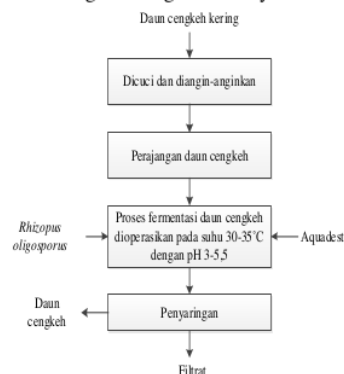 Daun cengkeh kering
Dicuci dan diangin-anginkan
Perajangan daun cengkeh
Rhizopus
oligosporus
Proses fermentasi daun cengkeh
dioperasikan pada suhu 30-35°C
dengan pH 3-5,5
Aquadest
Daun
cengkeh
Penyaringan
Filtrat